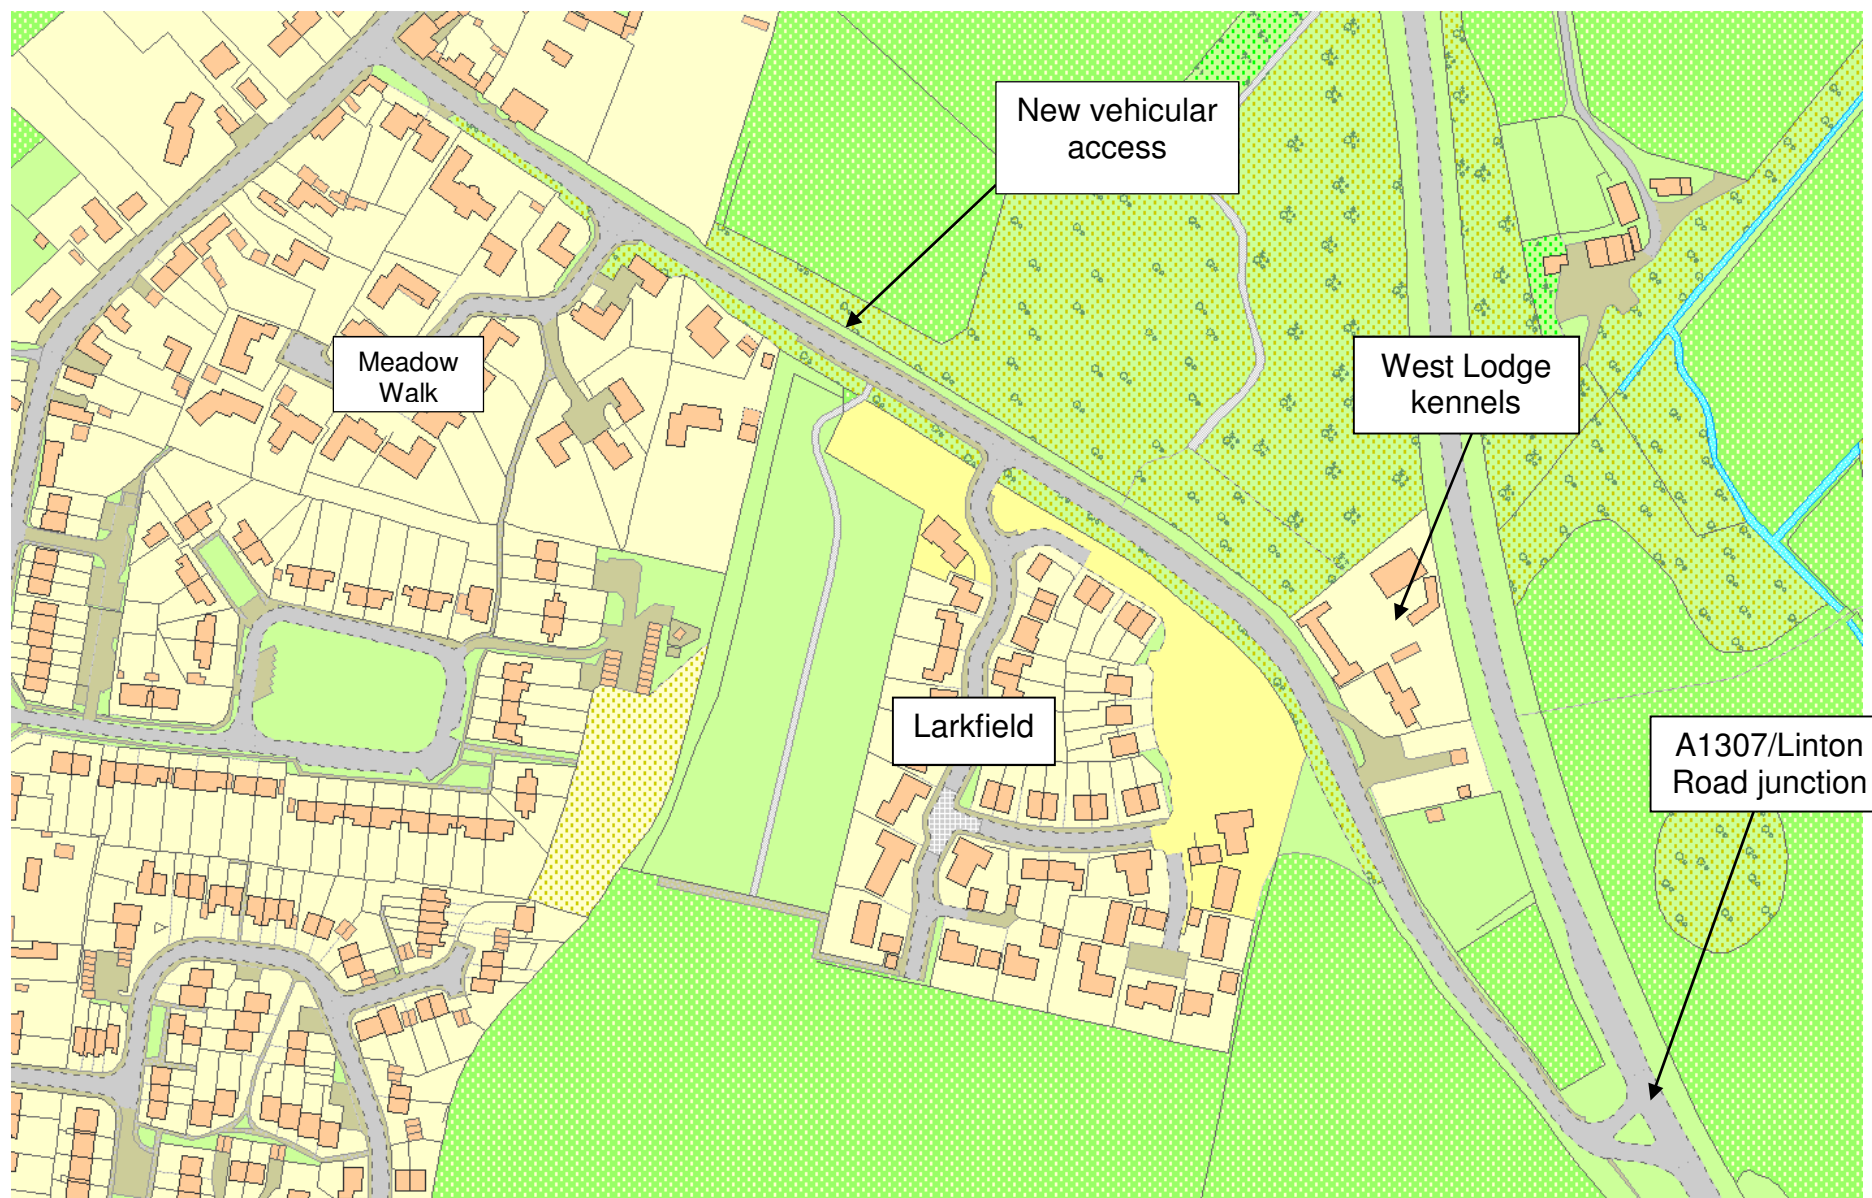 New vehicular
access
Meadow
Walk
West Lodge
kennels
Larkfield
A1307/Linton
Road junction